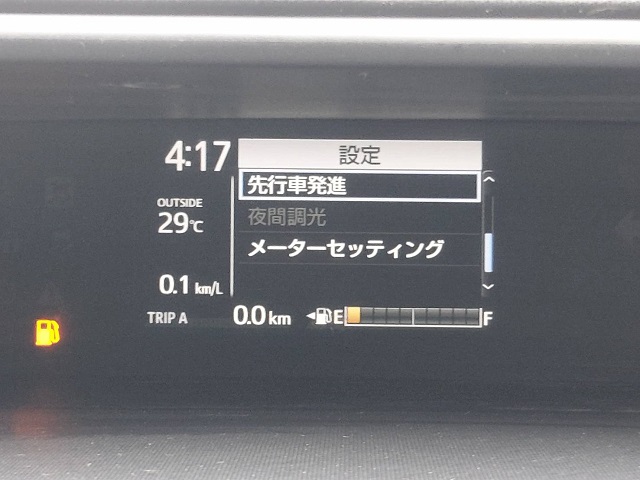 4:17
設定
先行車発進
OUTSIDE
29℃
夜間調光
メーターセッティング
0.1 km/L
TRIP A 0.0 km E F